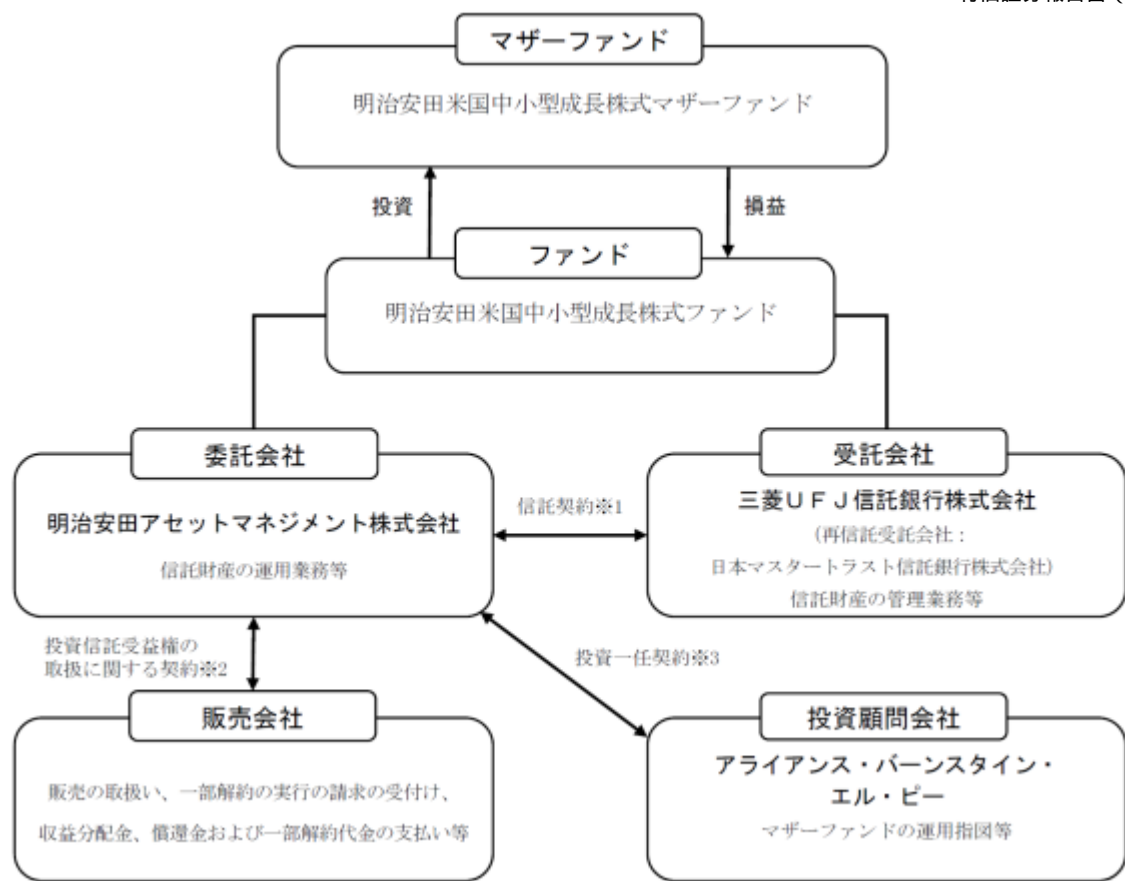 マザーファンド
明治安田米国中小型成長株式マザーファンド
投資
損益
ファンド
明治安田米国中小型成長株式ファンド
委託会社
明治安田アセットマネジメント株式会社
信託財産の運用業務等
信託契約※1
受託会社
三菱UFJ信託銀行株式会社
(再信託受託会社:
日本マスタートラスト信託銀行株式会社)
信託財産の管理業務等
投資信託受益権の
取扱に関する契約※2
投資一任契約※3
販売会社
販売の取扱い、一部解約の実行の請求の受付け、
収益分配金、償還金および一部解約代金の支払い等
投資顧問会社
アライアンス・バーンスタイン・
エル・ピー
マザーファンドの運用指図等